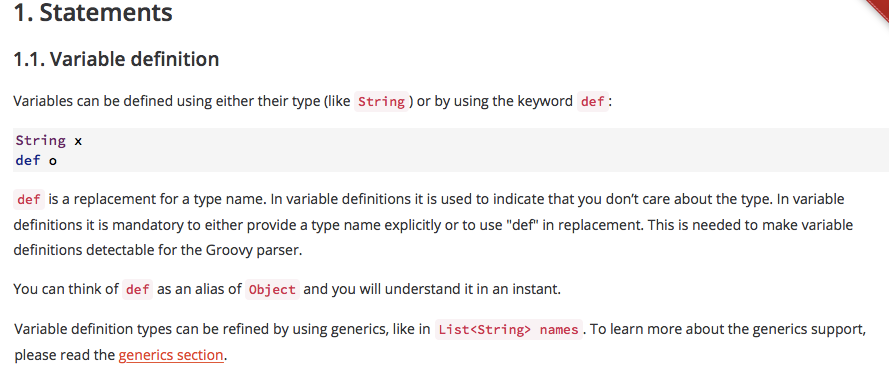 1. Statements
1.1. Variable definition
Variables can be defined using either their type (like String ) or by using the keyword def :
String x
def o
def is a replacement for a type name. In variable definitions it is used to indicate that you don’t care about the type. In variable
definitions it is mandatory to either provide a type name explicitly or to use "def" in replacement. This is needed to make variable
definitions detectable for the Groovy parser.
You can think of def as an alias of Object and you will understand it in an instant.
Variable definition types can be refined by using generics, like in List<String> names . To learn more about the generics support,
please read the generics section.